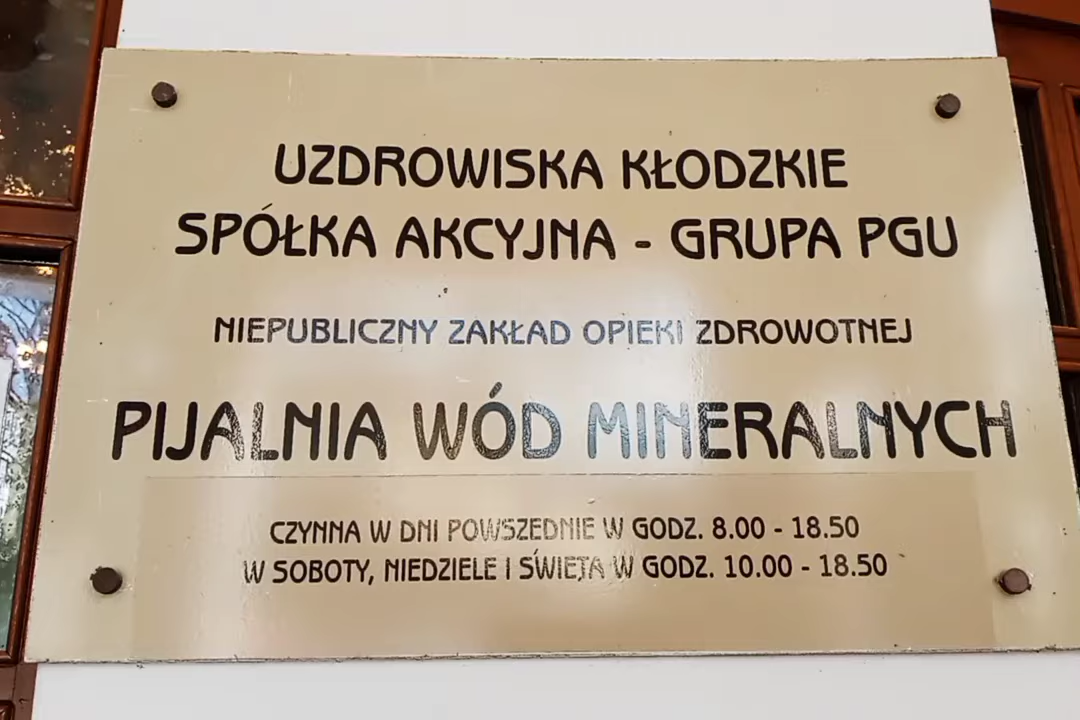 UZDROWISKA KŁODZKIE
SPÓŁKA AKCYJNA - GRUPA PGU
NIEPUBLICZNY ZAKŁAD OPIEKI ZDROWOTNEJ
PIJALNIA WÓD MINERALNYCH
CZYNNA W DNI POWSZEDNIE W GODZ. 8.00 - 18.50
W SOBOTY, NIEDZIELE I ŚWIĘTA W GODZ. 10.00 - 18.50